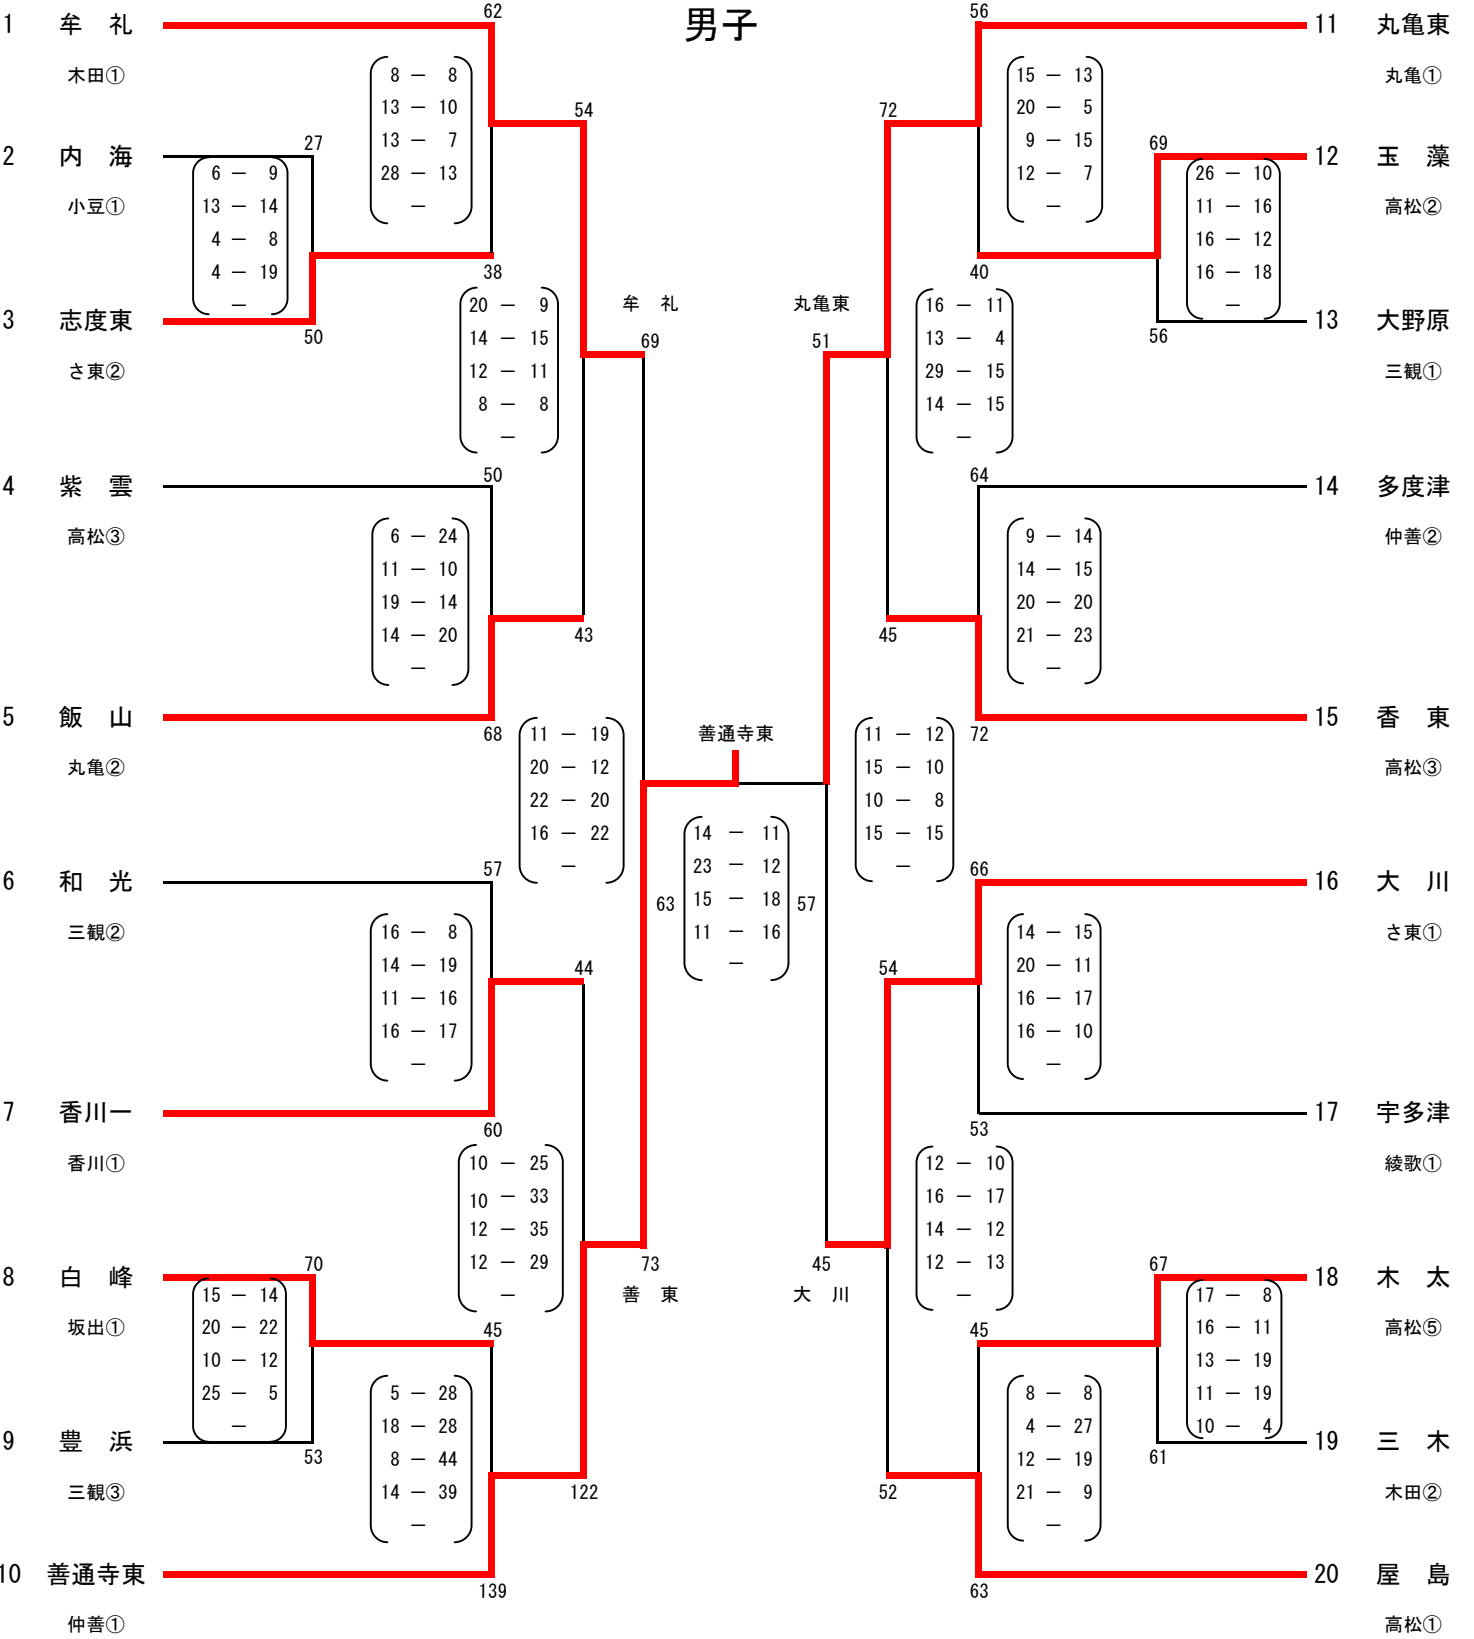 男子
1 牟 礼
木田①
2 内 海
小豆①
3 志度東
さ東②
4 紫 雲
高松③
5 飯 山
丸亀②
6 和 光
三観②
7 香川一
香川①
8 白 峰
坂出①
9 豊 浜
三観③
10 善通寺東
仲善①
27
6 － 9
13 － 14
4 － 8
4 － 19
－
50
70
15 － 14
20 － 22
10 － 12
25 － 5
－
53
62
8 － 8
13 － 10
13 － 7
28 － 13
－
38
50
6 － 24
11 － 10
19 － 14
14 － 20
－
68
57
16 － 8
14 － 19
11 － 16
16 － 17
－
60
45
5 － 28
18 － 28
8 － 44
14 － 39
－
139
54
20 － 9
14 － 15
12 － 11
8 － 8
－
43
44
10 － 25
10 － 33
12 － 35
12 － 29
－
122
牟 礼
69
11 － 19
20 － 12
22 － 20
16 － 22
－
73
善 東
善通寺東
63
14 － 11
23 － 12
15 － 18
11 － 16
－
57
丸亀東
51
11 － 12
15 － 10
10 － 8
15 － 15
－
45
大 川
72
16 － 11
13 － 4
29 － 15
14 － 15
－
45
54
12 － 10
16 － 17
14 － 12
12 － 13
－
52
56
15 － 13
20 － 5
9 － 15
12 － 7
－
40
64
9 － 14
14 － 15
20 － 20
21 － 23
－
72
66
14 － 15
20 － 11
16 － 17
16 － 10
－
53
45
8 － 8
4 － 27
12 － 19
21 － 9
－
63
69
26 － 10
11 － 16
16 － 12
16 － 18
－
56
67
17 － 8
16 － 11
13 － 19
11 － 19
10 － 4
61
11 丸亀東
丸亀①
12 玉 藻
高松②
13 大野原
三観①
14 多度津
仲善②
15 香 東
高松③
16 大 川
さ東①
17 宇多津
綾歌①
18 木 太
高松⑤
19 三 木
木田②
20 屋 島
高松①